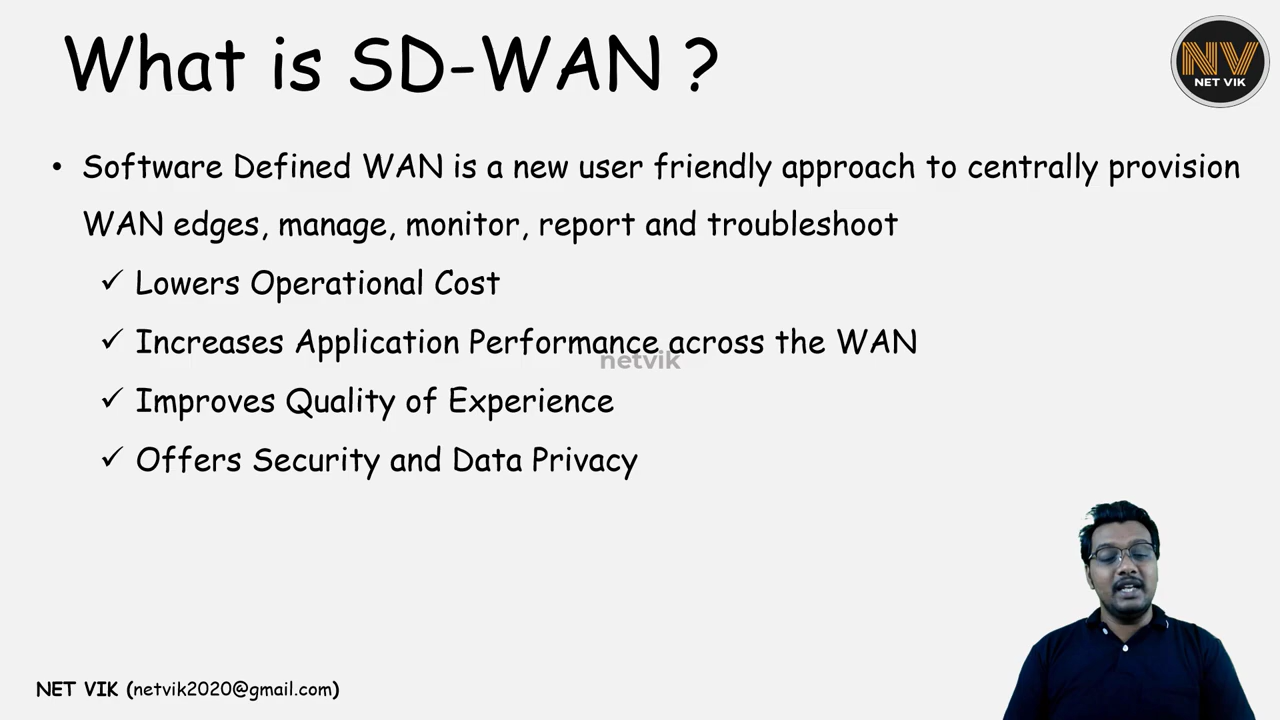 What is SD-WAN ?
NV
NET VIK
• Software Defined WAN is a new user friendly approach to centrally provision
WAN edges, manage, monitor, report and troubleshoot
✓ Lowers Operational Cost
✓ Increases Application Performance across the WAN
netvik
✓ Improves Quality of Experience
✓ Offers Security and Data Privacy
NET VIK (netvik2020@gmail.com)